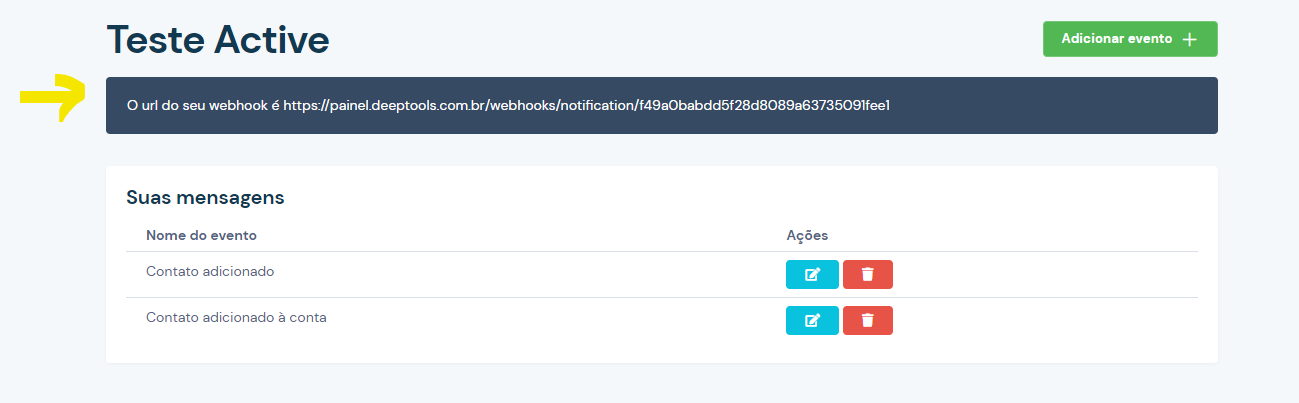 Teste Active
Adicionar evento
O url do seu webhook é https://painel.deeptools.com.br/webhooks/notification/f49a0babdd5f28d8089a63735091fee1
Suas mensagens
Nome do evento Ações
Contato adicionado
Contato adicionado à conta